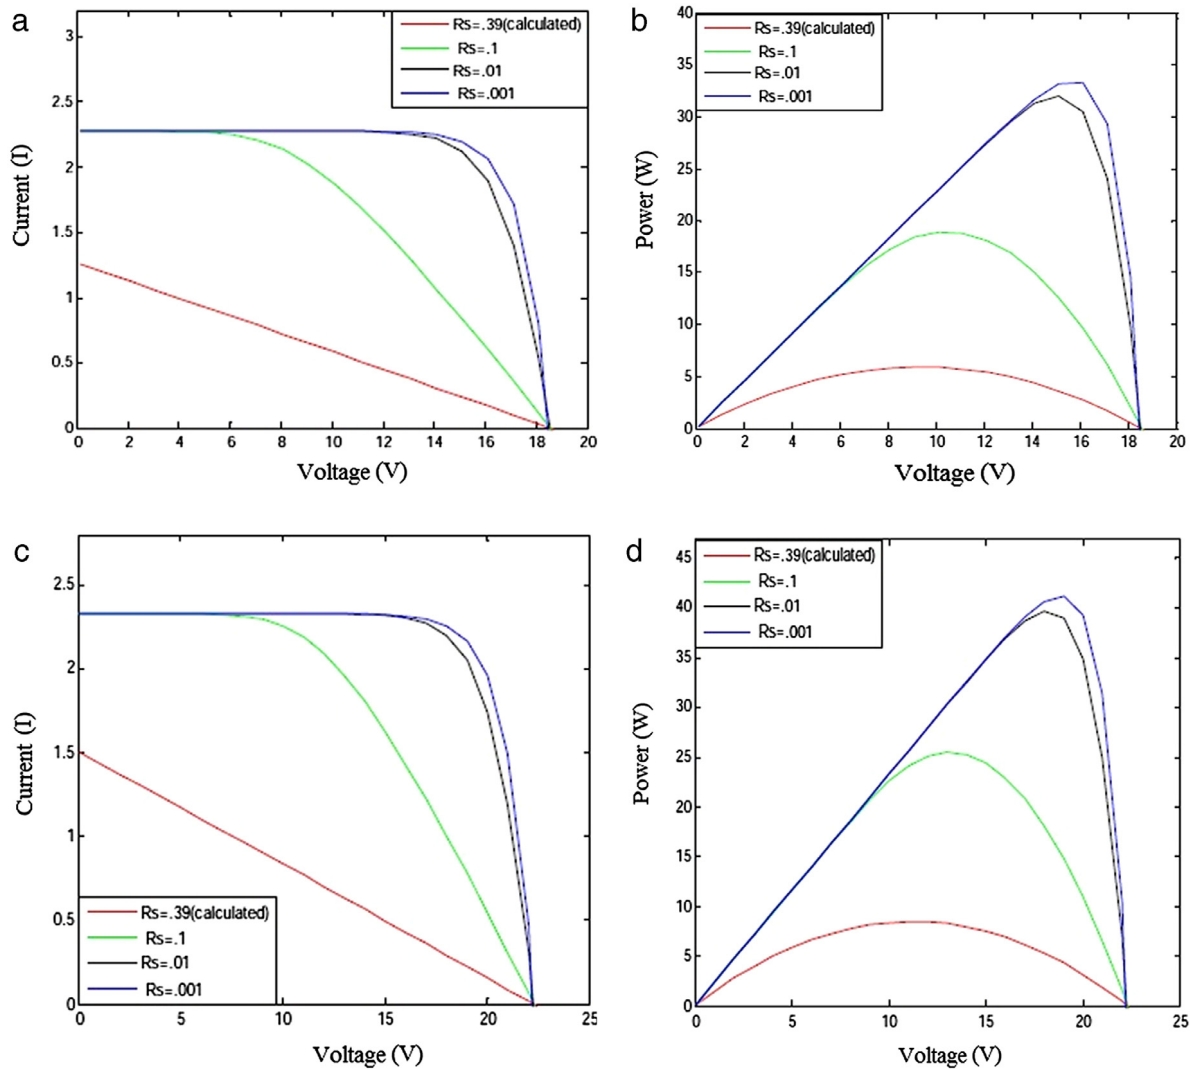 a
Rs=.39(calculated)
Rs=.1
Rs=.01
Rs=.001
3
2.5
2
1.5
1
0.5
0
Current (I)
0 2 4 6 8 10 12 14 16 18 20
Voltage (V)
b
Rs=.39(calculated)
Rs=.1
Rs=.01
Rs=.001
40
35
30
25
20
15
10
5
0
Power (W)
0 2 4 6 8 10 12 14 16 18 20
Voltage (V)
c
2.5
2
1.5
1
0.5
0
Current (I)
Rs=.39(calculated)
Rs=.1
Rs=.01
Rs=.001
0 5 10 15 20 25
Voltage (V)
d
Rs=.39(calculated)
Rs=.1
Rs=.01
Rs=.001
45
40
35
30
25
20
15
10
5
0
Power (W)
0 5 10 15 20 25
Voltage (V)